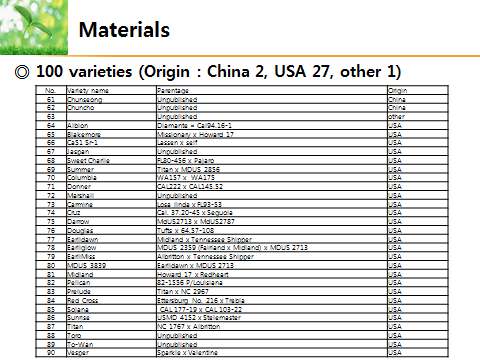 Materials
◎ 100 varieties (Origin : China 2, USA 27, other 1)
No. Variety name Parentage Origin
61 Chunseong Unpublished China
62 Chuncho Unpublished China
63 Unpublished other
64 Albion Diamante × Cal94.16-1 USA
65 Blakemore Missionary x Howard 17 USA
66 Ca51 Sr-1 Lassen x self USA
67 Jaspan Unpublished USA
68 Sweet Charlie FL80-456 x Pajaro USA
69 Summer Titan x MDUS 2856 USA
70 Columbia WA157 x WA175 USA
71 Donner CAL222 x CAL145.52 USA
72 Marshall Unpublished USA
73 Carmine Losa linda x FL93-53 USA
74 Cruz Cal. 37.20-45 x Sequoia USA
75 Darrow MdUS2713 x MdUS2787 USA
76 Douglas Tufts x 64.57-108 USA
77 Earlidawn Midland x Tennessee Shipper USA
78 Earliglow MDUS 2359 (Fairland x Midland) x MDUS 2713 USA
79 EarliMiss Albritton x Tennessee Shipper USA
80 MDUS 3839 Earlidawn x MDUS 2713 USA
81 Midland Howard 17 x Redheart USA
82 Pelican 82-1556 P/Louisiana USA
83 Prelude Titan x NC 2967 USA
84 Red Cross Ettersburg No. 216 x Trebla USA
85 Solana CAL 177-19 x CAL 103-22 USA
86 Sunrise USMD 4152 x Stelemaster USA
87 Titan NC 1767 x Albritton USA
88 Toro Unpublished USA
89 To-Wan Unpublished USA
90 Vesper Sparkle x Valentine USA